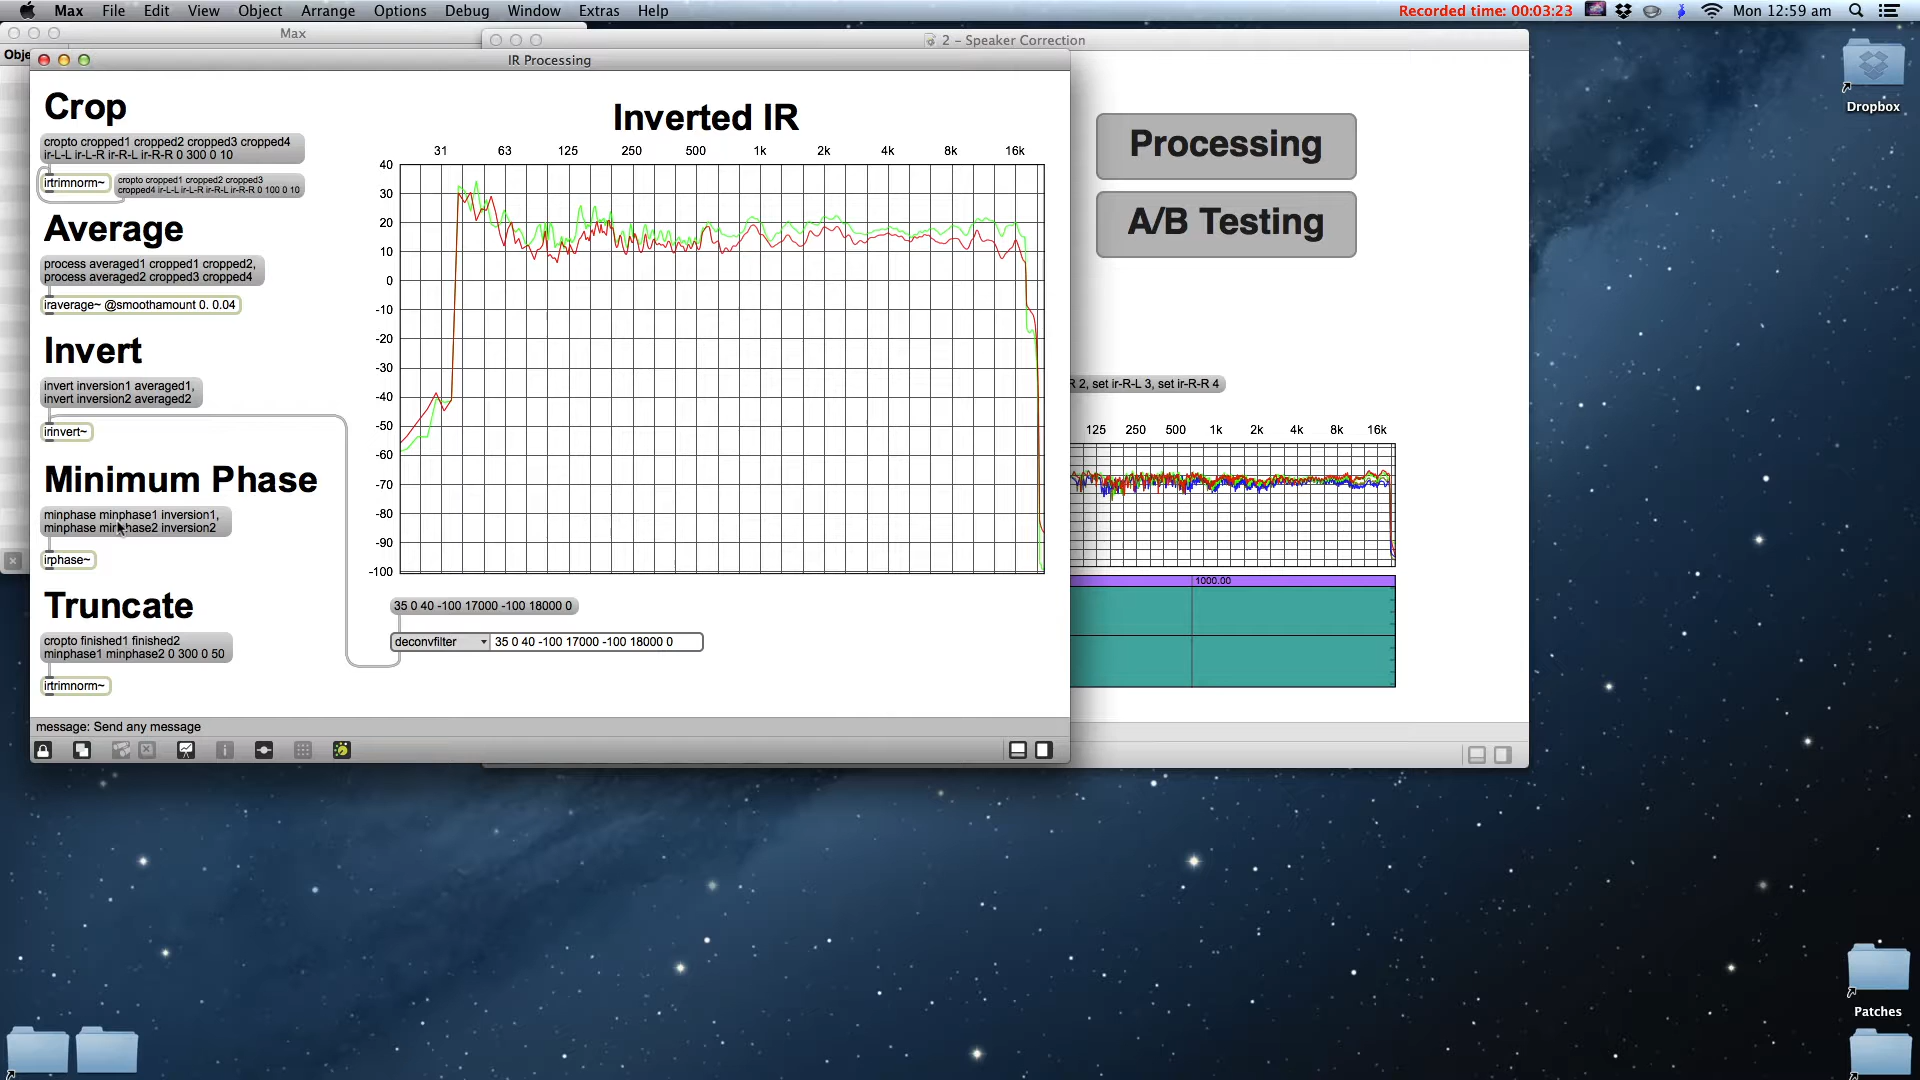 Max File Edit View Object Arrange Options Debug Window Extras Help
Recorded time: 00:03:23
Mon 12:59 am
Max
2 – Speaker Correction
Obje
IR Processing
Crop
cropto cropped1 cropped2 cropped3 cropped4
ir-L-L ir-L-R ir-R-L ir-R-R 0 300 0 10
irtrimnorm~
cropto cropped1 cropped2 cropped3
cropped4 ir-L-L ir-L-R ir-R-L ir-R-R 0 100 0 10
Average
process averaged1 cropped1 cropped2,
process averaged2 cropped3 cropped4
iraverage~ @smoothamount 0. 0.04
Invert
invert inversion1 averaged1,
invert inversion2 averaged2
irinvert~
Minimum Phase
minphase minphase1 inversion1,
minphase minphase2 inversion2
irphase~
Truncate
cropto finished1 finished2
minphase1 minphase2 0 300 0 50
irtrimnorm~
Inverted IR
31 63 125 250 500 1k 2k 4k 8k 16k
40
30
20
10
0
-10
-20
-30
-40
-50
-60
-70
-80
-90
-100
35 0 40 -100 17000 -100 18000 0
deconvfilter 35 0 40 -100 17000 -100 18000 0
message: Send any message
Processing
A/B Testing
R 2, set ir-R-L 3, set ir-R-R 4
125 250 500 1k 2k 4k 8k 16k
1000.00
Dropbox
Patches